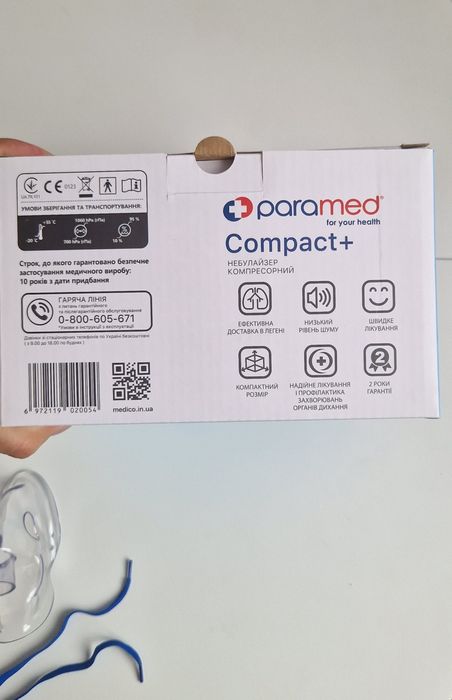 CE 0123
UA.TR.101
УМОВИ ЗБЕРІГАННЯ ТА ТРАНСПОРТУВАННЯ:
+55 °C
1060 hPa (гПа)
95 %
-20 °C
700 hPa (гПа)
10 %
Строк, до якого гарантовано безпечне
застосування медичного виробу:
10 років з дати придбання
ГАРЯЧА ЛІНІЯ
з питань гарантійного
та післягарантійного обслуговування
0-800-605-671
*Умови в інструкції з експлуатації
Дзвінки зі стаціонарних телефонів по Україні безкоштовні
( з 9.00 до 18.00 по буднях )
6 972119 020054
medico.in.ua
paramed®
for your health
Compact+
НЕБУЛАЙЗЕР
КОМПРЕСОРНИЙ
ЕФЕКТИВНА
ДОСТАВКА В ЛЕГЕНІ
НИЗЬКИЙ
РІВЕНЬ ШУМУ
ШВИДКЕ
ЛІКУВАННЯ
КОМПАКТНИЙ
РОЗМІР
НАДІЙНЕ ЛІКУВАННЯ
І ПРОФІЛАКТИКА
ЗАХВОРЮВАНЬ
ОРГАНІВ ДИХАННЯ
2
2 РОКИ
ГАРАНТІЇ